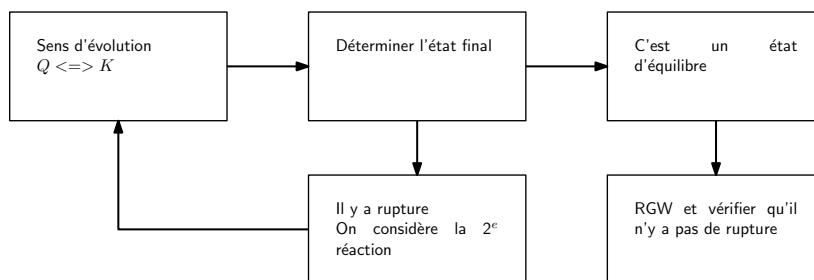 Sens d'évolution
Q <=> K
Déterminer l'état final
C'est un état
d'équilibre
Il y a rupture
On considère la 2e
réaction
RGW et vérifier qu'il
n'y a pas de rupture